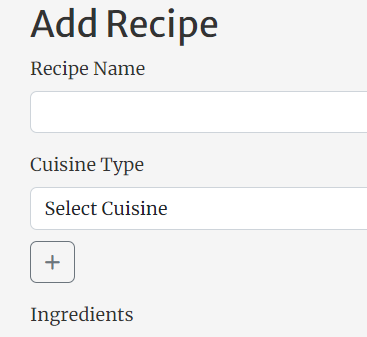 Add Recipe
Recipe Name
Cuisine Type
Select Cuisine
+
Ingredients